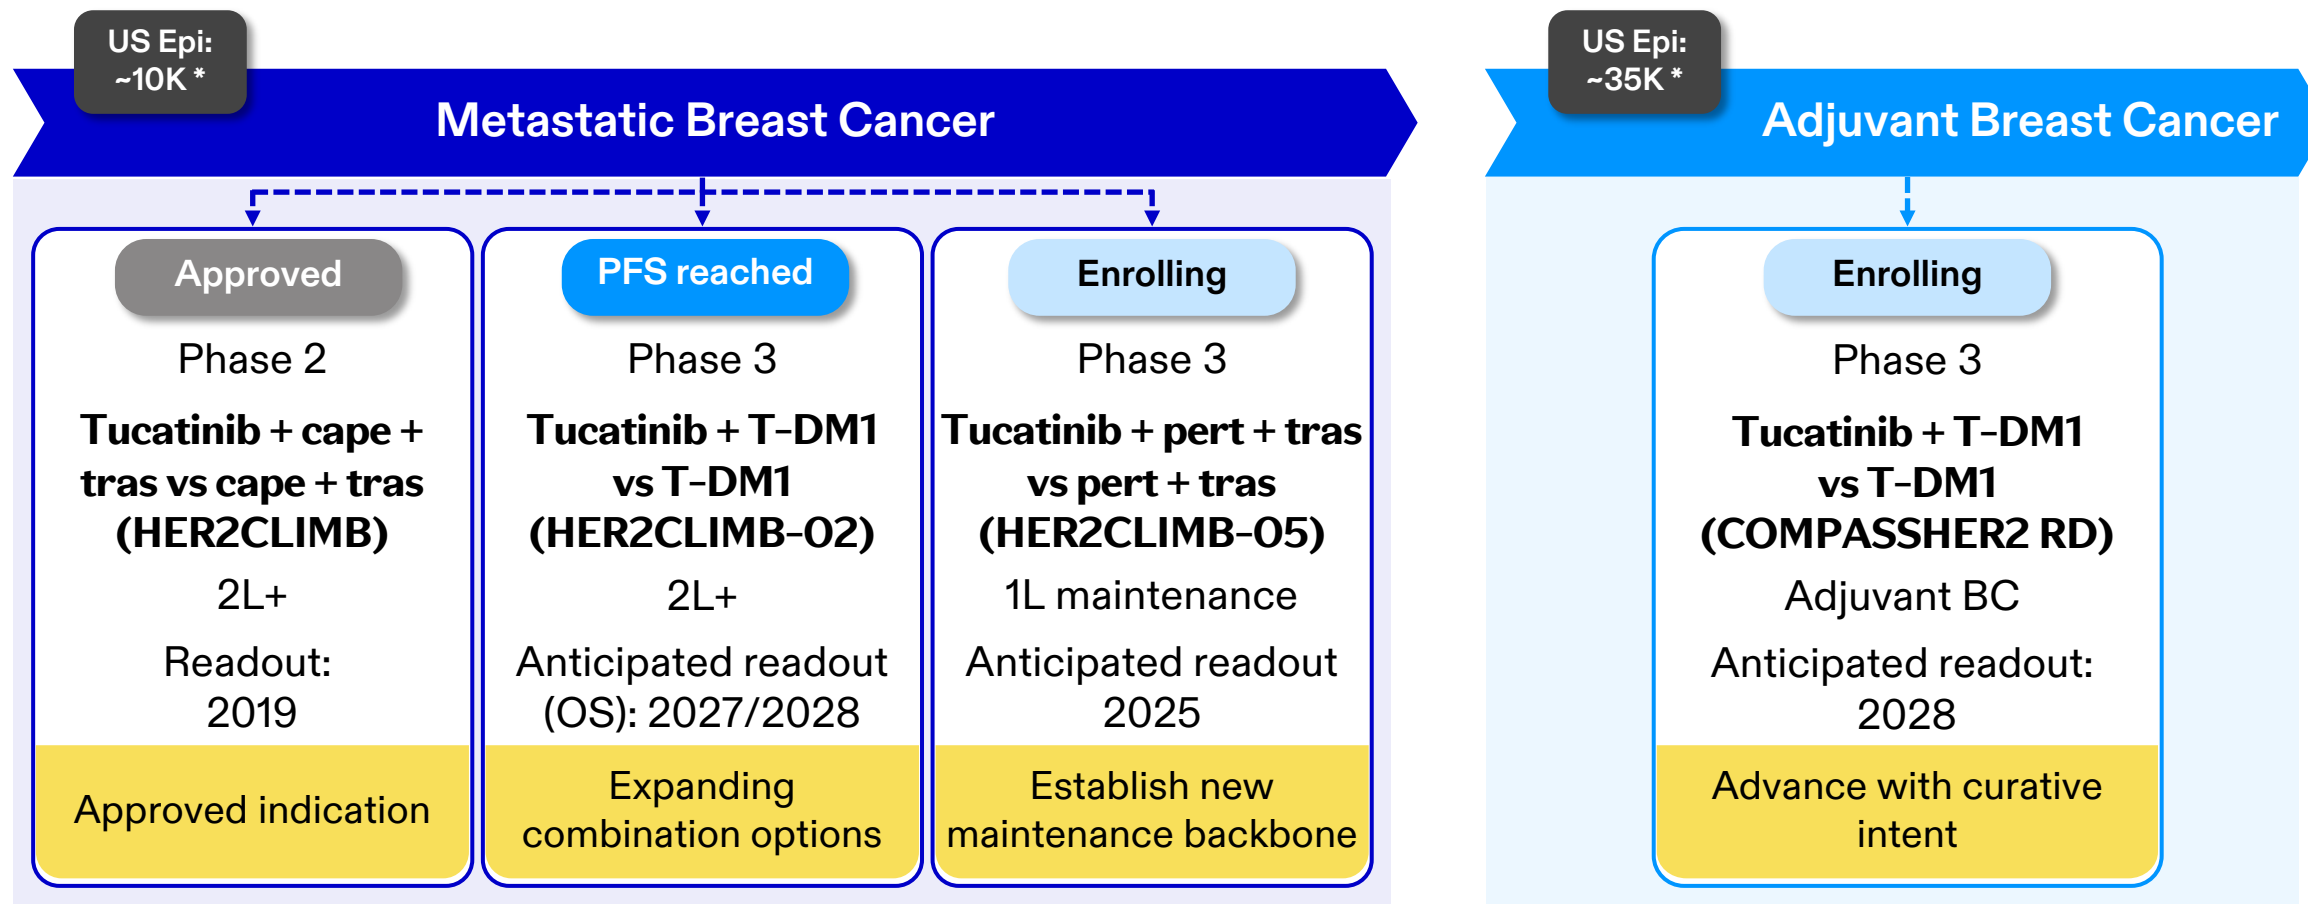 US Epi:
~10K *
Metastatic Breast Cancer
Approved
Phase 2
Tucatinib + cape +
tras vs cape + tras
(HER2CLIMB)
2L+
Readout:
2019
Approved indication
PFS reached
Phase 3
Tucatinib + T-DM1
vs T-DM1
(HER2CLIMB-02)
2L+
Anticipated readout
(OS): 2027/2028
Expanding
combination options
Enrolling
Phase 3
Tucatinib + pert + tras
vs pert + tras
(HER2CLIMB-05)
1L maintenance
Anticipated readout
2025
Establish new
maintenance backbone
US Epi:
~35K *
Adjuvant Breast Cancer
Enrolling
Phase 3
Tucatinib + T-DM1
vs T-DM1
(COMPASSHER2 RD)
Adjuvant BC
Anticipated readout:
2028
Advance with curative
intent